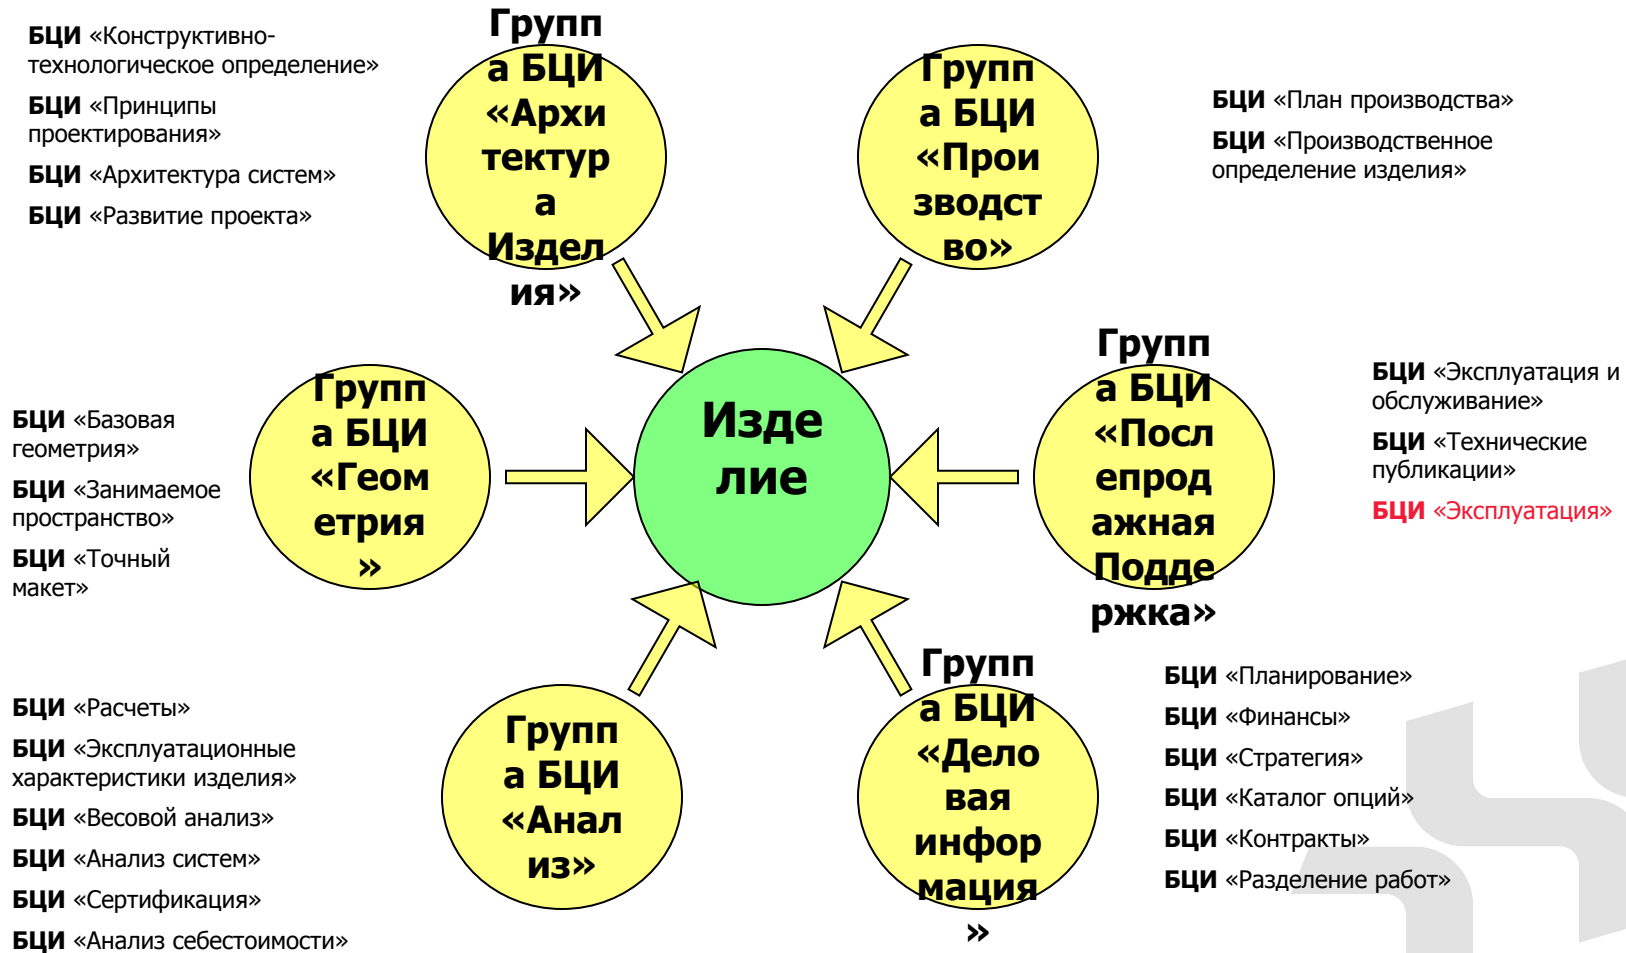 БЦИ «Конструктивно-
технологическое определение»
БЦИ «Принципы
проектирования»
БЦИ «Архитектура систем»
БЦИ «Развитие проекта»
Групп
а БЦИ
«Архи
тектур
а
Издел
ия»
Групп
а БЦИ
«Прои
зводст
во»
БЦИ «План производства»
БЦИ «Производственное
определение изделия»
БЦИ «Базовая
геометрия»
БЦИ «Занимаемое
пространство»
БЦИ «Точный
макет»
Групп
а БЦИ
«Геом
етрия
»
Изде
лие
Групп
а БЦИ
«Посл
епрод
ажная
Подде
ржка»
БЦИ «Эксплуатация и
обслуживание»
БЦИ «Технические
публикации»
БЦИ «Эксплуатация»
БЦИ «Расчеты»
БЦИ «Эксплуатационные
характеристики изделия»
БЦИ «Весовой анализ»
БЦИ «Анализ систем»
БЦИ «Сертификация»
БЦИ «Анализ себестоимости»
Групп
а БЦИ
«Анал
из»
Групп
а БЦИ
«Дело
вая
инфор
мация
»
БЦИ «Планирование»
БЦИ «Финансы»
БЦИ «Стратегия»
БЦИ «Каталог опций»
БЦИ «Контракты»
БЦИ «Разделение работ»